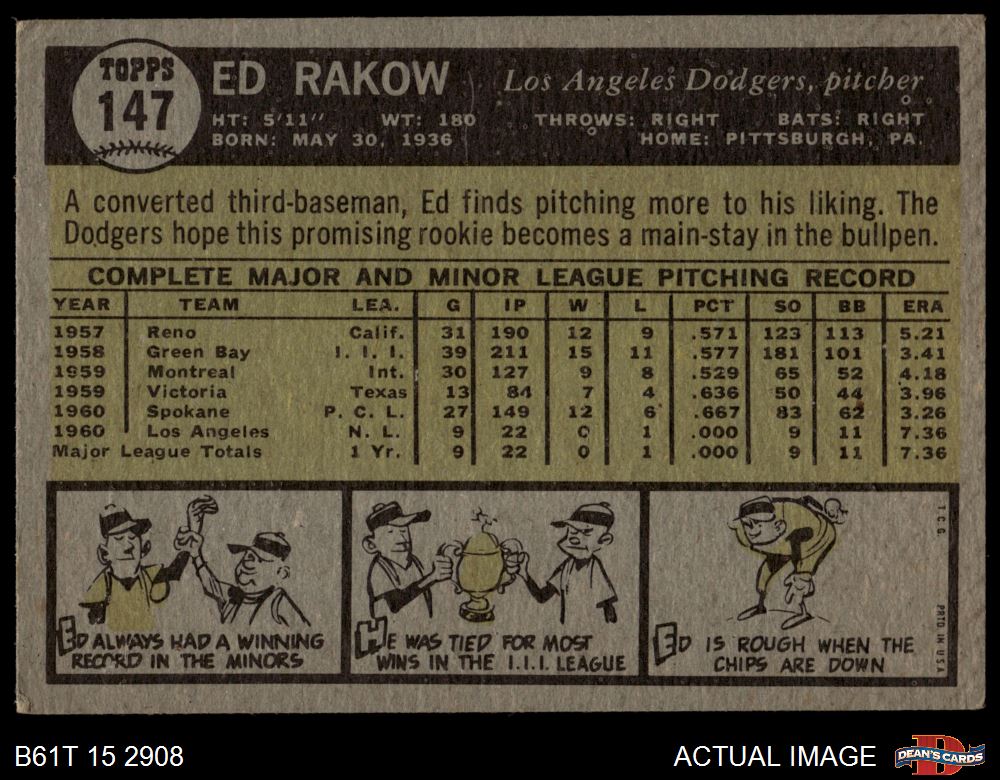 TOPPS
147
ED RAKOW Los Angeles Dodgers, pitcher
HT: 5'11" WT: 180 THROWS: RIGHT BATS: RIGHT
BORN: MAY 30, 1936 HOME: PITTSBURGH, PA.
A converted third-baseman, Ed finds pitching more to his liking. The
Dodgers hope this promising rookie becomes a main-stay in the bullpen.
COMPLETE MAJOR AND MINOR LEAGUE PITCHING RECORD
YEAR TEAM LEA. G IP W L PCT SO BB ERA
1957 Reno Calif. 31 190 12 9 .571 123 113 5.21
1958 Green Bay I. I. I. 39 211 15 11 .577 181 101 3.41
1959 Montreal Int. 30 127 9 8 .529 65 52 4.18
1959 Victoria Texas 13 84 7 4 .636 50 44 3.96
1960 Spokane P. C. L. 27 149 12 6 .667 83 62 3.26
1960 Los Angeles N. L. 9 22 0 1 .000 9 11 7.36
Major League Totals 1 Yr. 9 22 0 1 .000 9 11 7.36
ED ALWAYS HAD A WINNING
RECORD IN THE MINORS
HE WAS TIED FOR MOST
WINS IN THE I.I.I. LEAGUE
ED IS ROUGH WHEN THE
CHIPS ARE DOWN
T.C.G. PRTD IN U.S.A.
B61T 15 2908 ACTUAL IMAGE
DEAN'S CARDS